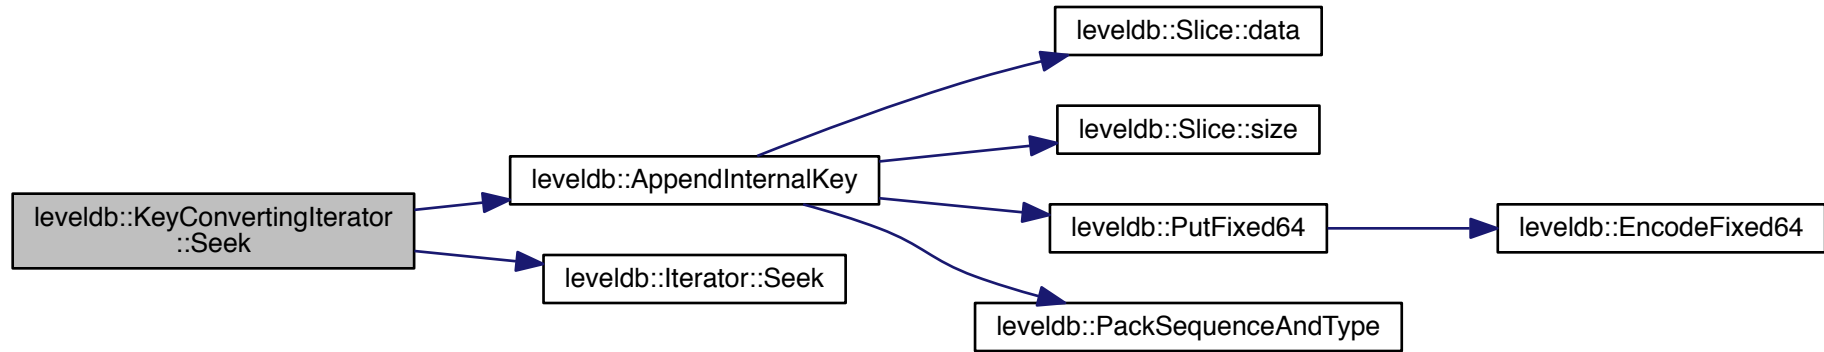 leveldb::KeyConvertingIterator
::Seek
leveldb::AppendInternalKey
leveldb::Iterator::Seek
leveldb::Slice::data
leveldb::Slice::size
leveldb::PutFixed64
leveldb::PackSequenceAndType
leveldb::EncodeFixed64